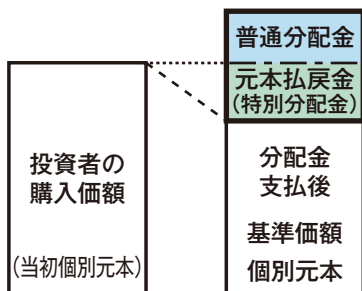 普通分配金
元本払戻金
(特別分配金)
投資者の
購入価額
(当初個別元本)
分配金
支払後
基準価額
個別元本